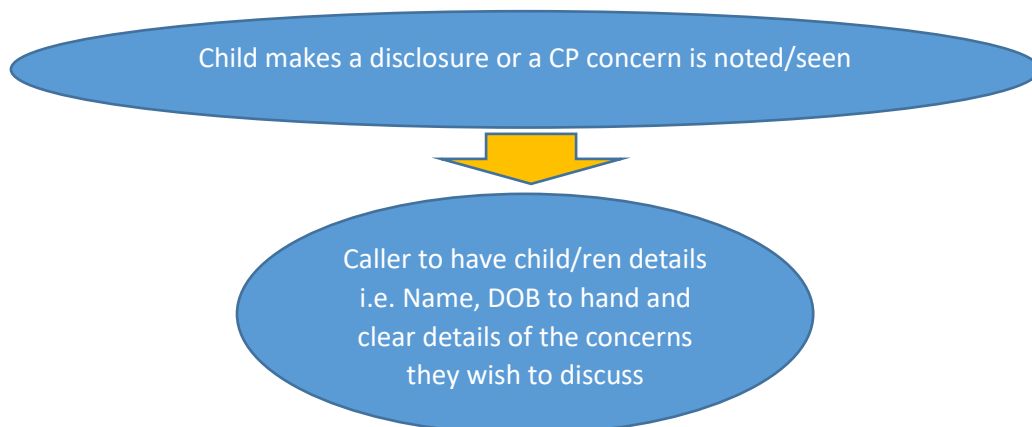 Child makes a disclosure or a CP concern is noted/seen
Caller to have child/ren details
i.e. Name, DOB to hand and
clear details of the concerns
they wish to discuss